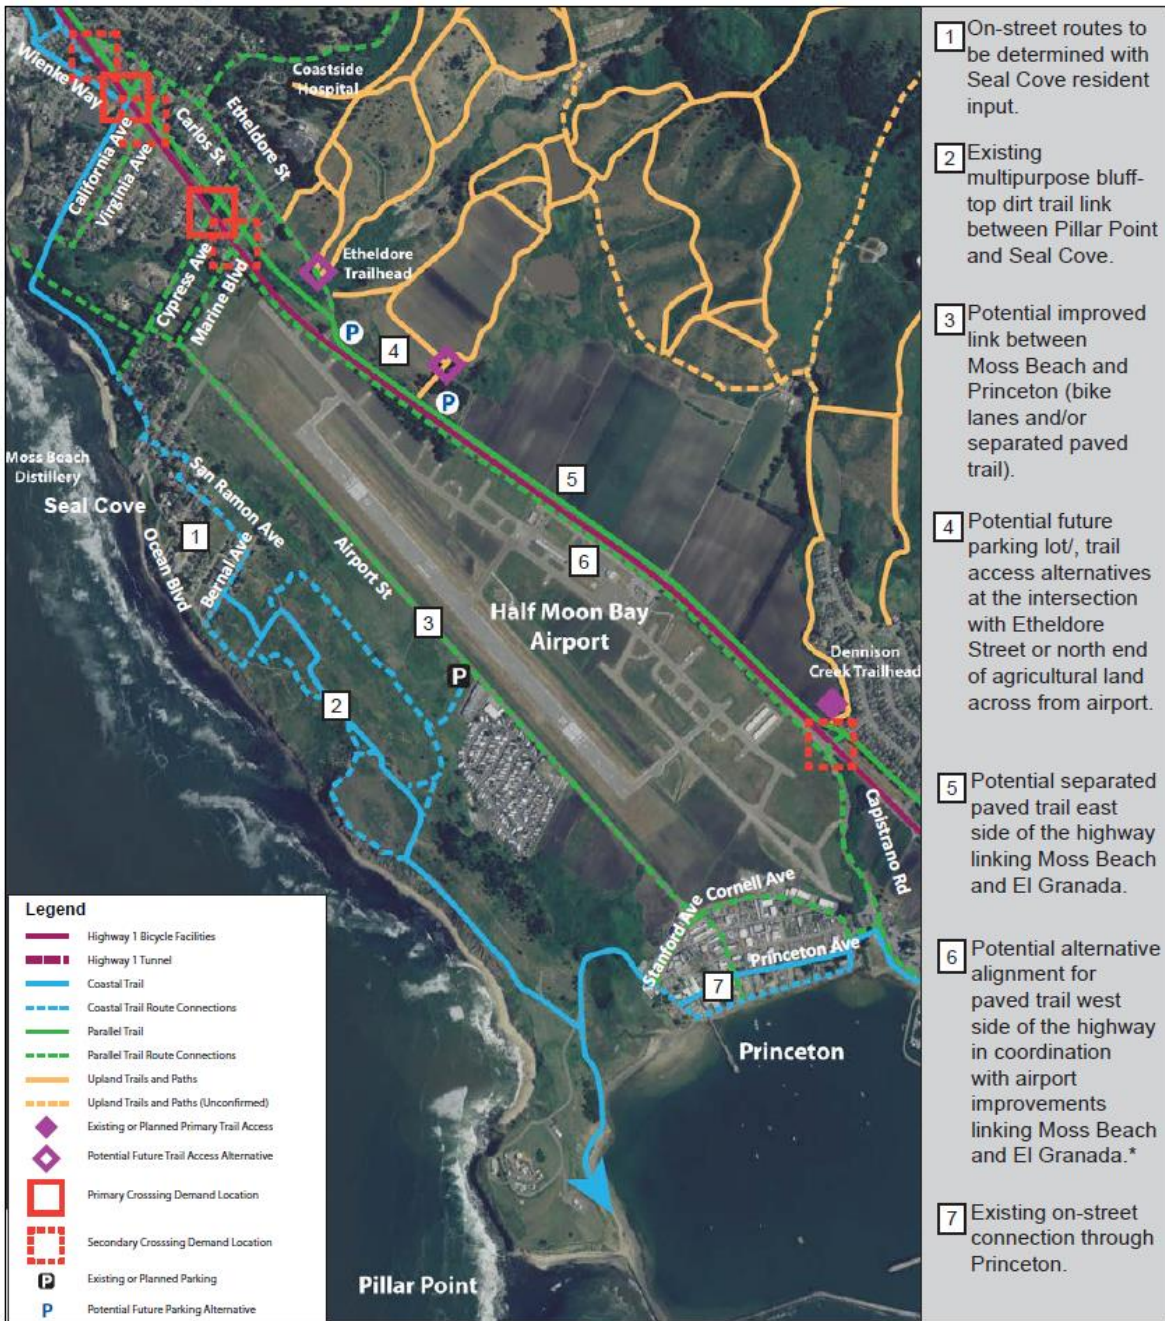 Wienke Way
Coastside
Hospital
Carlos St
Etheldore St
California Ave
Virginia Ave
Etheldore
Trailhead
Cypress Ave
Marine Blvd
P
4
P
Moss Beach
Distillery
Seal Cove
San Ramon Ave
1
Ocean Blvd
Bernal Ave
Airport St
5
6
3
Half Moon Bay
Airport
Dennison
Creek Trailhead
P
2
Capistrano Rd
Cornell Ave
Stanford Ave
Princeton Ave
7
Princeton
Pillar Point
Legend
Highway 1 Bicycle Facilities
Highway 1 Tunnel
Coastal Trail
Coastal Trail Route Connections
Parallel Trail
Parallel Trail Route Connections
Upland Trails and Paths
Upland Trails and Paths (Unconfirmed)
Existing or Planned Primary Trail Access
Potential Future Trail Access Alternative
Primary Crosssing Demand Location
Secondary Crosssing Demand Location
P Existing or Planned Parking
P Potential Future Parking Alternative
1 On-street routes to
be determined with
Seal Cove resident
input.
2 Existing
multipurpose bluff-
top dirt trail link
between Pillar Point
and Seal Cove.
3 Potential improved
link between
Moss Beach and
Princeton (bike
lanes and/or
separated paved
trail).
4 Potential future
parking lot/, trail
access alternatives
at the intersection
with Etheldore
Street or north end
of agricultural land
across from airport.
5 Potential separated
paved trail east
side of the highway
linking Moss Beach
and El Granada.
6 Potential alternative
alignment for
paved trail west
side of the highway
in coordination
with airport
improvements
linking Moss Beach
and El Granada.*
7 Existing on-street
connection through
Princeton.